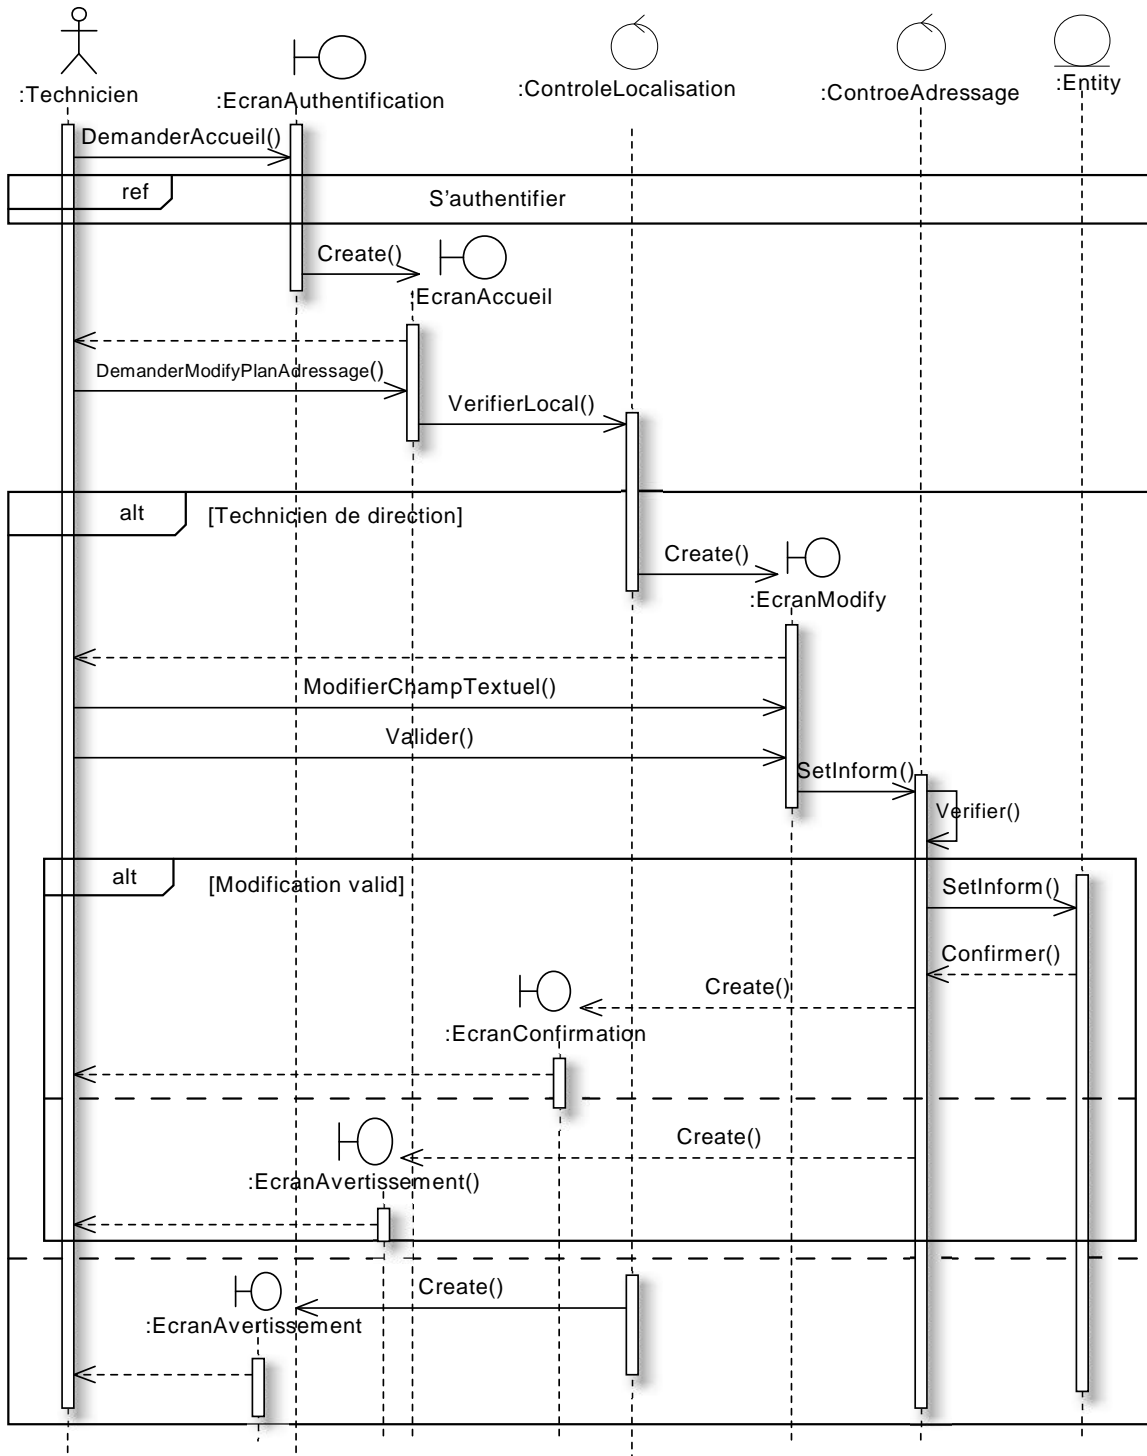 :Technicien
:EcranAuthentification
:ControleLocalisation
:ControeAdressage
:Entity
DemanderAccueil()
ref
S'authentifier
Create()
:EcranAccueil
DemanderModifyPlanAdressage()
VerifierLocal()
alt
[Technicien de direction]
Create()
:EcranModify
ModifierChampTextuel()
Valider()
SetInform()
Verifier()
alt
[Modification valid]
SetInform()
Confirmer()
Create()
:EcranConfirmation
Create()
:EcranAvertissement()
Create()
:EcranAvertissement